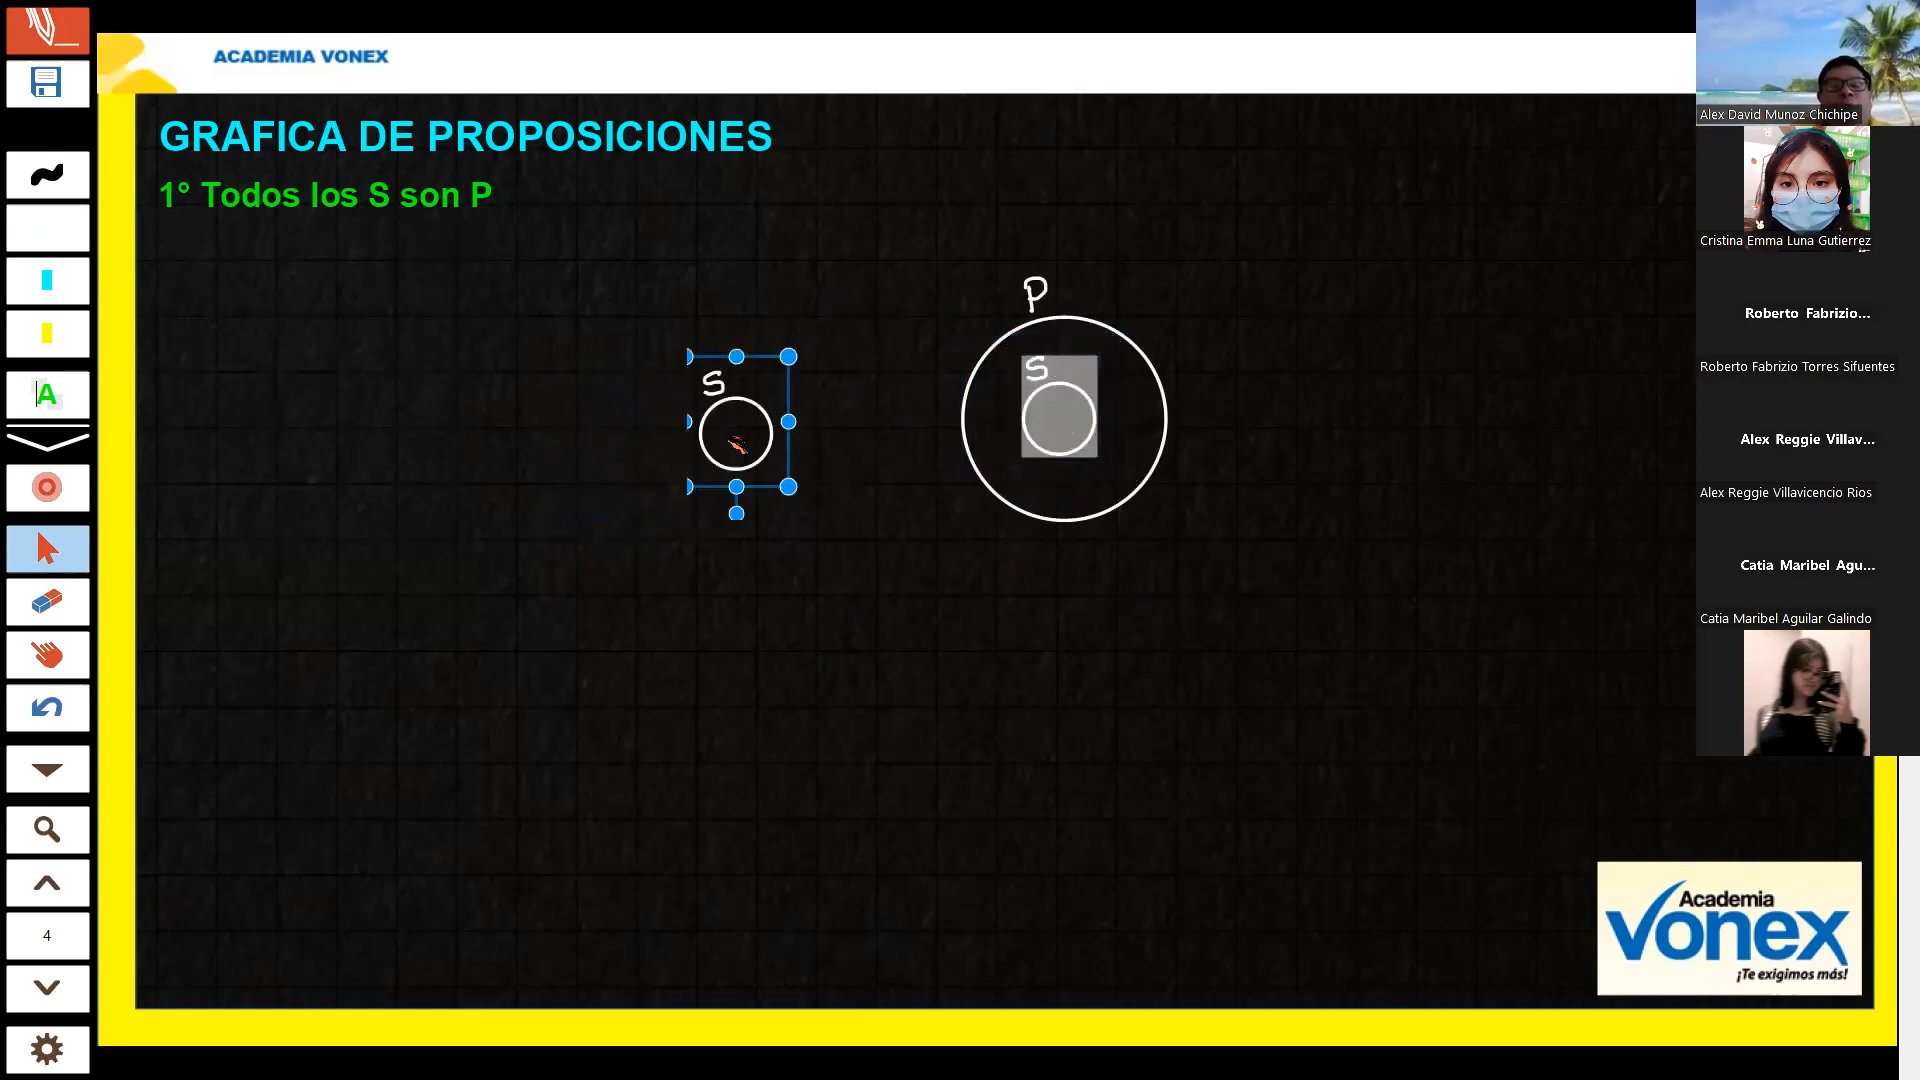 ACADEMIA VONEX
GRAFICA DE PROPOSICIONES
1° Todos los S son P
P
S
S
A
4
Academia
vonex
¡Te exigimos más!
Alex David Munoz Chichipe
Cristina Emma Luna Gutierrez
Roberto Fabrizio...
Roberto Fabrizio Torres Sifuentes
Alex Reggie Villav...
Alex Reggie Villavicencio Rios
Catia Maribel Agu...
Catia Maribel Aguilar Galindo